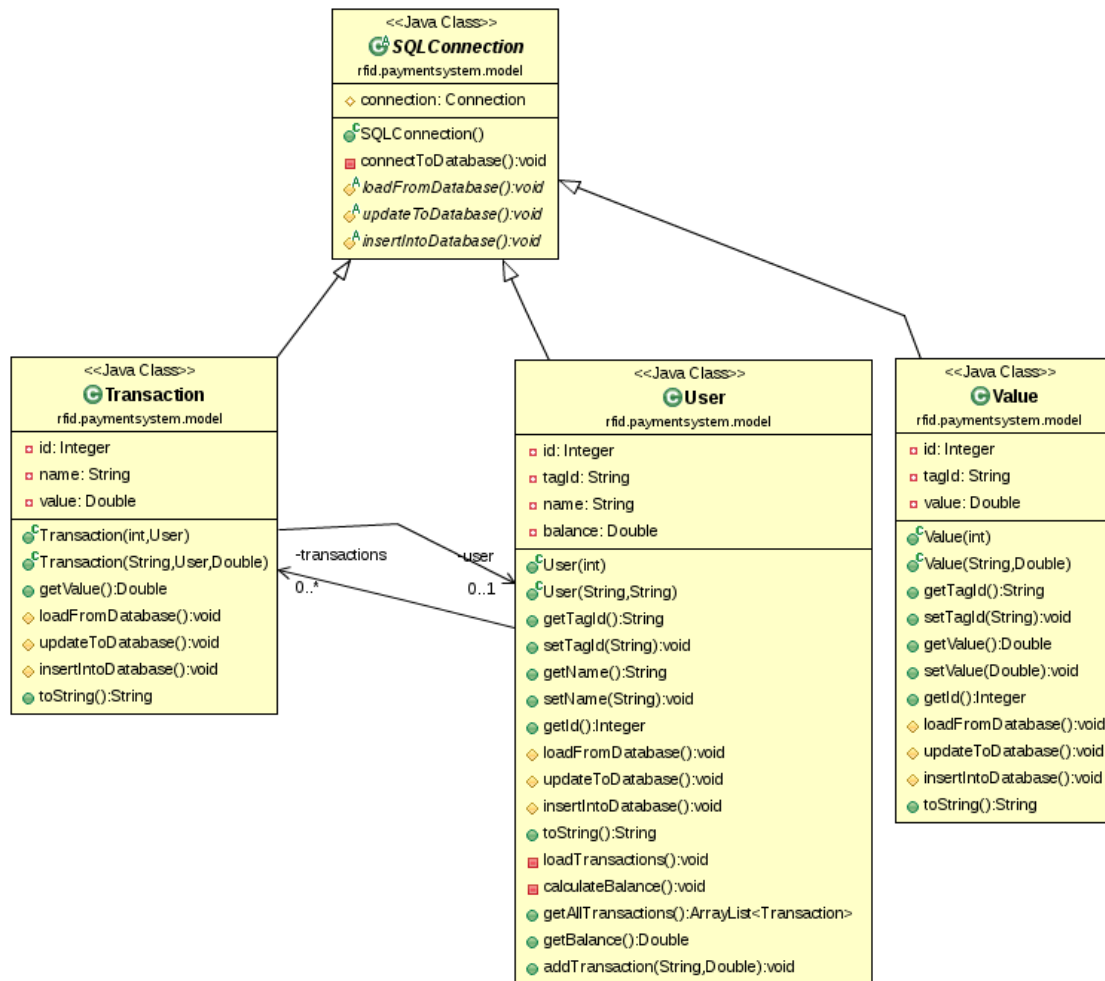 <<Java Class>>
SQLConnection
rfid.paymentsystem.model
connection: Connection
SQLConnection()
connectToDatabase():void
loadFromDatabase():void
updateToDatabase():void
insertIntoDatabase():void
<<Java Class>>
Transaction
rfid.paymentsystem.model
id: Integer
name: String
value: Double
Transaction(int,User)
Transaction(String,User,Double)
getValue():Double
loadFromDatabase():void
updateToDatabase():void
insertIntoDatabase():void
toString():String
-transactions
0..*
-user
0..1
<<Java Class>>
User
rfid.paymentsystem.model
id: Integer
tagId: String
name: String
balance: Double
User(int)
User(String,String)
getTagId():String
setTagId(String):void
getName():String
setName(String):void
getId():Integer
loadFromDatabase():void
updateToDatabase():void
insertIntoDatabase():void
toString():String
loadTransactions():void
calculateBalance():void
getAllTransactions():ArrayList<Transaction>
getBalance():Double
addTransaction(String,Double):void
<<Java Class>>
Value
rfid.paymentsystem.model
id: Integer
tagId: String
value: Double
Value(int)
Value(String,Double)
getTagId():String
setTagId(String):void
getValue():Double
setValue(Double):void
getId():Integer
loadFromDatabase():void
updateToDatabase():void
insertIntoDatabase():void
toString():String